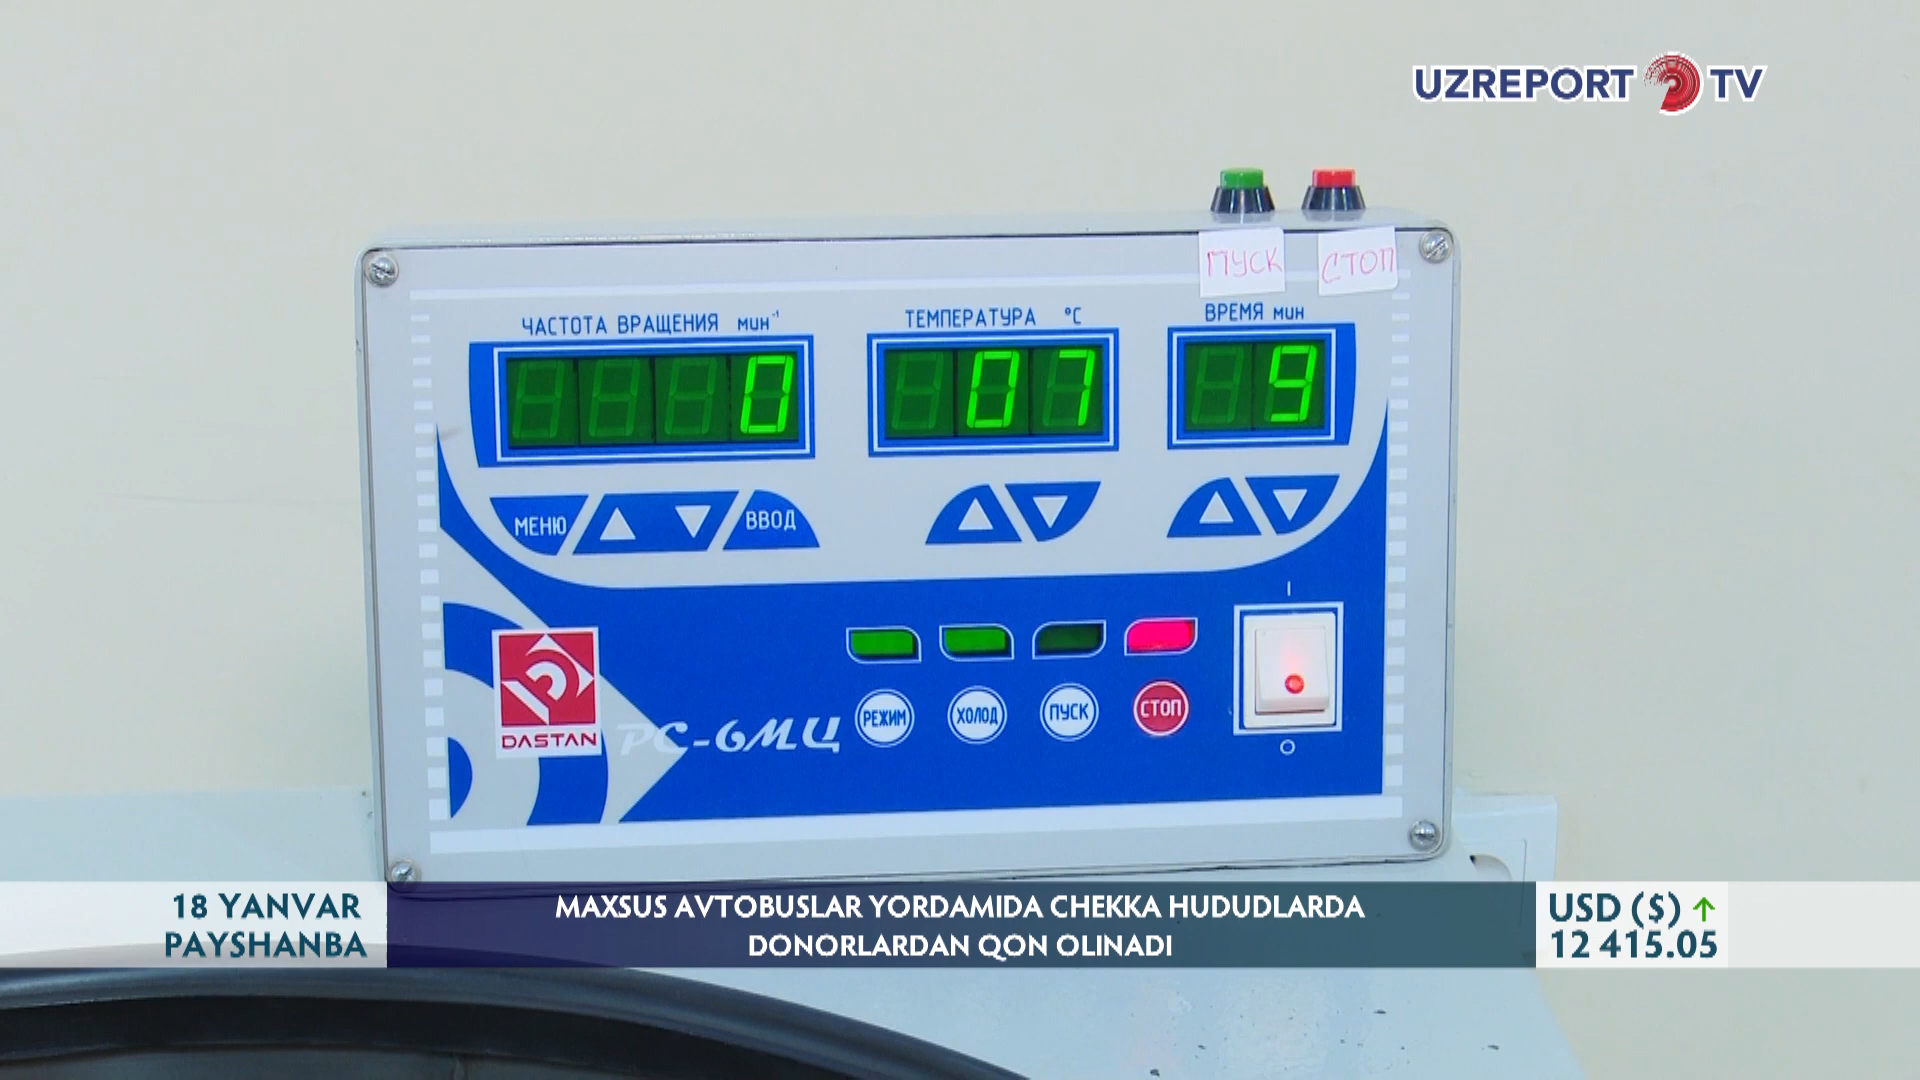 UZREPORT TV
ПУСК СТОП
ЧАСТОТА ВРАЩЕНИЯ мин⁻¹
ТЕМПЕРАТУРА °C
ВРЕМЯ мин
0
07
9
МЕНЮ
ВВОД
I
РЕЖИМ
ХОЛОД
ПУСК
СТОП
O
DASTAN
РС-6МЦ
18 YANVAR
PAYSHANBA
MAXSUS AVTOBUSLAR YORDAMIDA CHEKKA HUDUDLARDA
DONORLARDAN QON OLINADI
USD ($) ↑
12 415.05